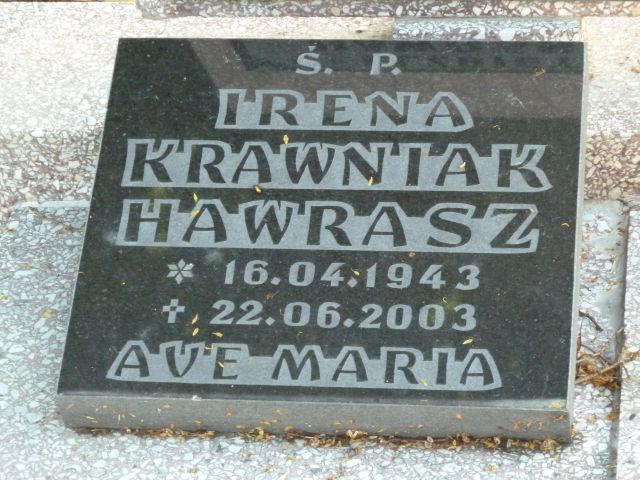 Ś. P.
IRENA
KRAWNIAK
HAWRASZ
* 16.04.1943
✝ 22.06.2003
AVE MARIA